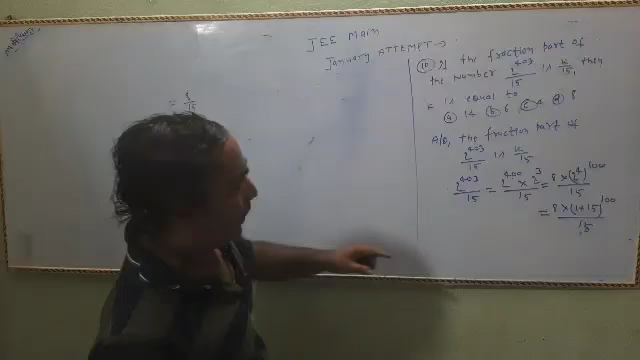 JEE Main
January ATTEMPT →
= 8/15
(10) If the fraction part of
the number 2^403/15 is k/15, then
k is equal to
(a) 14 (b) 6 (c) 4 (d) 8
A/Q, the fraction part of
2^403/15 is k/15
2^403/15 = 2^400 × 2^3/15 = 8 × (2^4)^100/15
= 8 × (1+15)^100/15